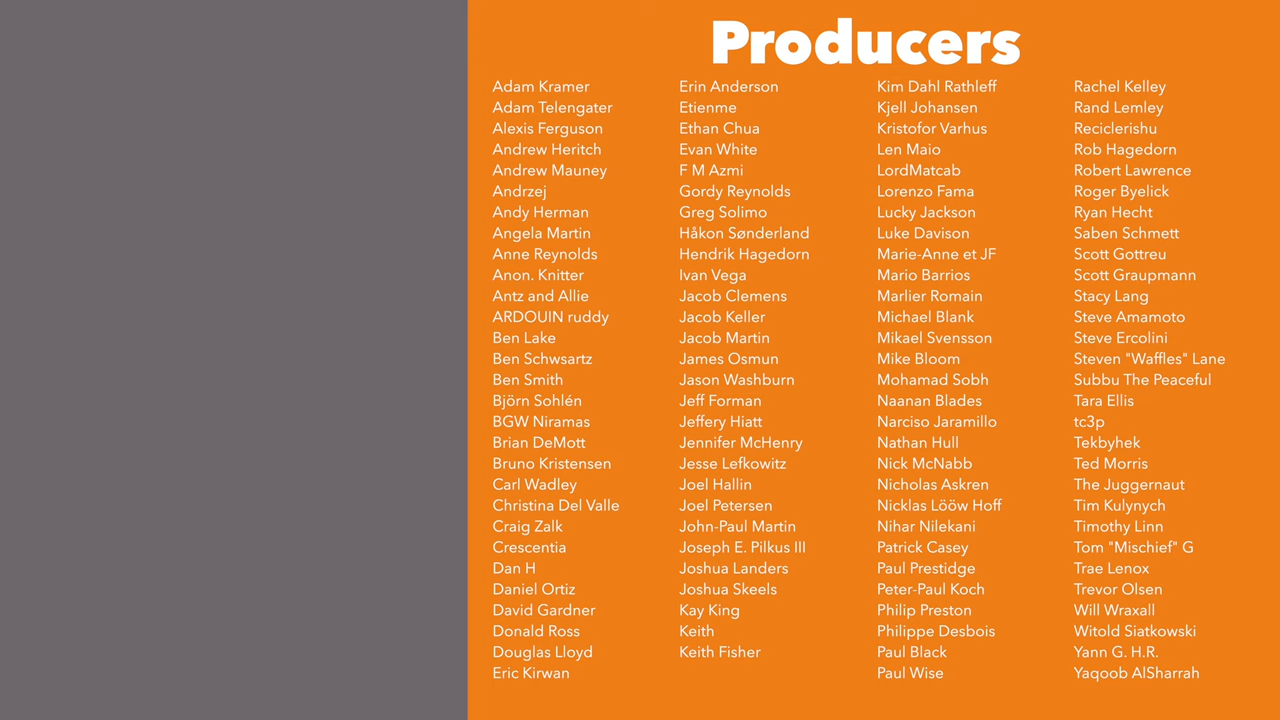 Producers
Adam Kramer
Adam Telengater
Alexis Ferguson
Andrew Heritch
Andrew Mauney
Andrzej
Andy Herman
Angela Martin
Anne Reynolds
Anon. Knitter
Antz and Allie
ARDOUIN ruddy
Ben Lake
Ben Schwsartz
Ben Smith
Björn Sohlén
BGW Niramas
Brian DeMott
Bruno Kristensen
Carl Wadley
Christina Del Valle
Craig Zalk
Crescentia
Dan H
Daniel Ortiz
David Gardner
Donald Ross
Douglas Lloyd
Eric Kirwan
Erin Anderson
Etienme
Ethan Chua
Evan White
F M Azmi
Gordy Reynolds
Greg Solimo
Håkon Sønderland
Hendrik Hagedorn
Ivan Vega
Jacob Clemens
Jacob Keller
Jacob Martin
James Osmun
Jason Washburn
Jeff Forman
Jeffery Hiatt
Jennifer McHenry
Jesse Lefkowitz
Joel Hallin
Joel Petersen
John-Paul Martin
Joseph E. Pilkus III
Joshua Landers
Joshua Skeels
Kay King
Keith
Keith Fisher
Kim Dahl Rathleff
Kjell Johansen
Kristofor Varhus
Len Maio
LordMatcab
Lorenzo Fama
Lucky Jackson
Luke Davison
Marie-Anne et JF
Mario Barrios
Marlier Romain
Michael Blank
Mikael Svensson
Mike Bloom
Mohamad Sobh
Naanan Blades
Narciso Jaramillo
Nathan Hull
Nick McNabb
Nicholas Askren
Nicklas Lööw Hoff
Nihar Nilekani
Patrick Casey
Paul Prestidge
Peter-Paul Koch
Philip Preston
Philippe Desbois
Paul Black
Paul Wise
Rachel Kelley
Rand Lemley
Reciclerishu
Rob Hagedorn
Robert Lawrence
Roger Byelick
Ryan Hecht
Saben Schmett
Scott Gottreu
Scott Graupmann
Stacy Lang
Steve Amamoto
Steve Ercolini
Steven "Waffles" Lane
Subbu The Peaceful
Tara Ellis
tc3p
Tekbyhek
Ted Morris
The Juggernaut
Tim Kulynych
Timothy Linn
Tom "Mischief" G
Trae Lenox
Trevor Olsen
Will Wraxall
Witold Siatkowski
Yann G. H.R.
Yaqoob AlSharrah